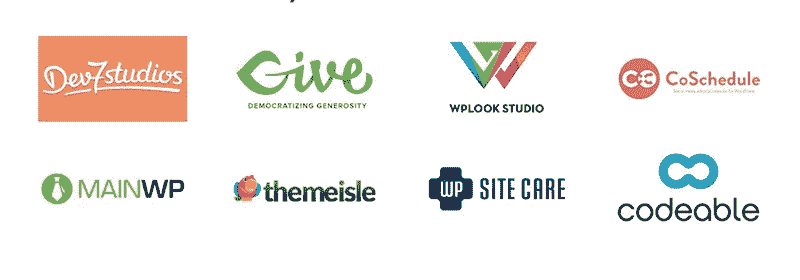 Dev7studios
Give
DEMOCRATIZING GENEROSITY
WPLOOK STUDIO
CoSchedule
MAINWP
themeisle
WP SITE CARE
codeable